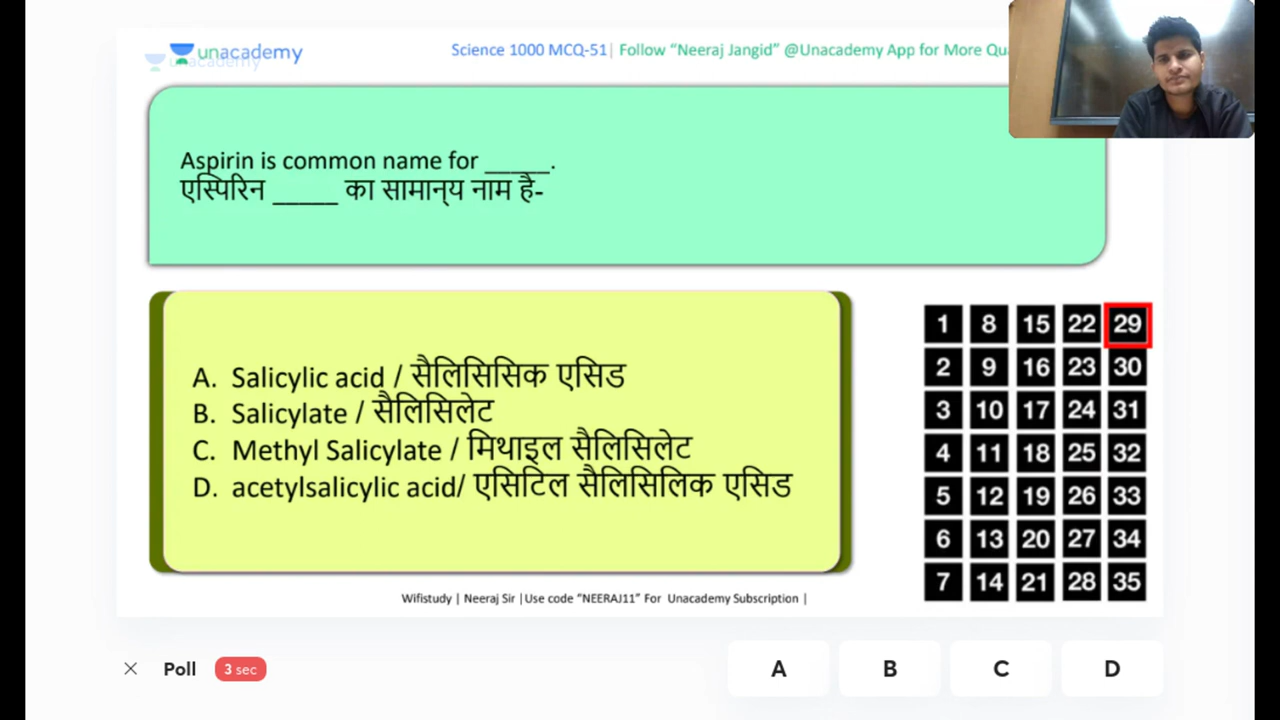 unacademy
unacademy
Science 1000 MCQ-51| Follow “Neeraj Jangid” @Unacademy App for More
Aspirin is common name for _____.
एस्पिरिन _____ का सामान्य नाम है-
A. Salicylic acid / सैलिसिसिक एसिड
B. Salicylate / सैलिसिलेट
C. Methyl Salicylate / मिथाइल सैलिसिलेट
D. acetylsalicylic acid/ एसिटिल सैलिसिलिक एसिड
1 8 15 22 29
2 9 16 23 30
3 10 17 24 31
4 11 18 25 32
5 12 19 26 33
6 13 20 27 34
7 14 21 28 35
Wifistudy | Neeraj Sir |Use code “NEERAJ11” For Unacademy Subscription |
× Poll 3 sec A B C D